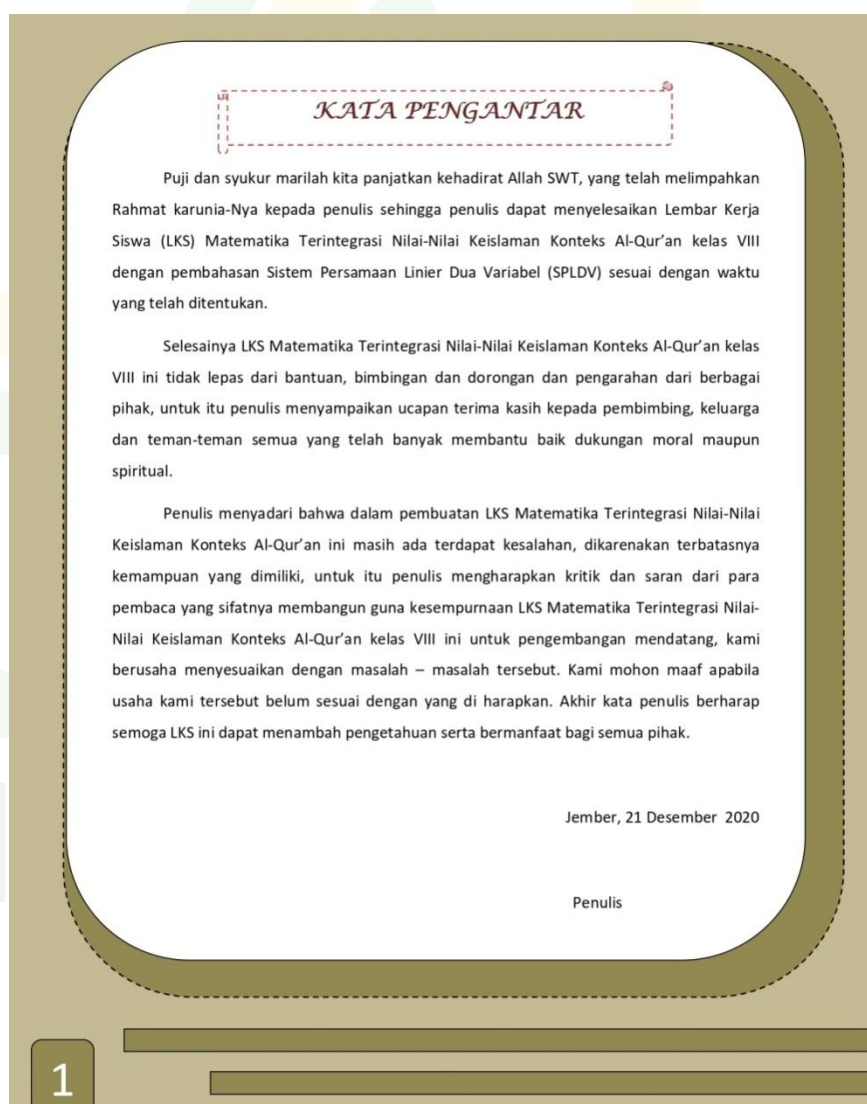 KATA PENGANTAR
Puji dan syukur marilah kita panjatkan kehadirat Allah SWT, yang telah melimpahkan
Rahmat karunia-Nya kepada penulis sehingga penulis dapat menyelesaikan Lembar Kerja
Siswa (LKS) Matematika Terintegrasi Nilai-Nilai Keislaman Konteks Al-Qur’an kelas VIII
dengan pembahasan Sistem Persamaan Linier Dua Variabel (SPLDV) sesuai dengan waktu
yang telah ditentukan.
Selesainya LKS Matematika Terintegrasi Nilai-Nilai Keislaman Konteks Al-Qur’an kelas
VIII ini tidak lepas dari bantuan, bimbingan dan dorongan dan pengarahan dari berbagai
pihak, untuk itu penulis menyampaikan ucapan terima kasih kepada pembimbing, keluarga
dan teman-teman semua yang telah banyak membantu baik dukungan moral maupun
spiritual.
Penulis menyadari bahwa dalam pembuatan LKS Matematika Terintegrasi Nilai-Nilai
Keislaman Konteks Al-Qur’an ini masih ada terdapat kesalahan, dikarenakan terbatasnya
kemampuan yang dimiliki, untuk itu penulis mengharapkan kritik dan saran dari para
pembaca yang sifatnya membangun guna kesempurnaan LKS Matematika Terintegrasi Nilai-
Nilai Keislaman Konteks Al-Qur’an kelas VIII ini untuk pengembangan mendatang, kami
berusaha menyesuaikan dengan masalah – masalah tersebut. Kami mohon maaf apabila
usaha kami tersebut belum sesuai dengan yang di harapkan. Akhir kata penulis berharap
semoga LKS ini dapat menambah pengetahuan serta bermanfaat bagi semua pihak.
Jember, 21 Desember 2020
Penulis
1